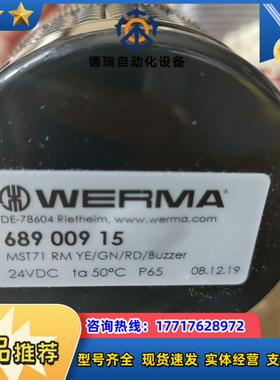 德瑞自动化设备
WERMA®
DE-78604 Rietheim, www.werma.com
689 009 15
MST71 RM YE/GN/RD/Buzzer
24VDC ta 50°C P65 08.12.19
咨询热线：17717628972
品推荐
型号齐全 现货速发 实体经营